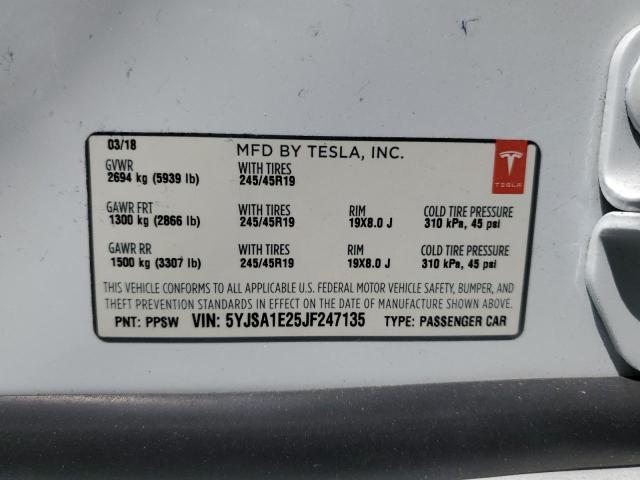 03/18 MFD BY TESLA, INC.
GVWR WITH TIRES
2694 kg (5939 lb) 245/45R19
TESLA
GAWR FRT WITH TIRES RIM COLD TIRE PRESSURE
1300 kg (2866 lb) 245/45R19 19X8.0 J 310 kPa, 45 psi
GAWR RR WITH TIRES RIM COLD TIRE PRESSURE
1500 kg (3307 lb) 245/45R19 19X8.0 J 310 kPa, 45 psi
THIS VEHICLE CONFORMS TO ALL APPLICABLE U.S. FEDERAL MOTOR VEHICLE SAFETY, BUMPER, AND
THEFT PREVENTION STANDARDS IN EFFECT ON THE DATE OF MANUFACTURE SHOWN ABOVE.
PNT: PPSW VIN: 5YJSA1E25JF247135 TYPE: PASSENGER CAR